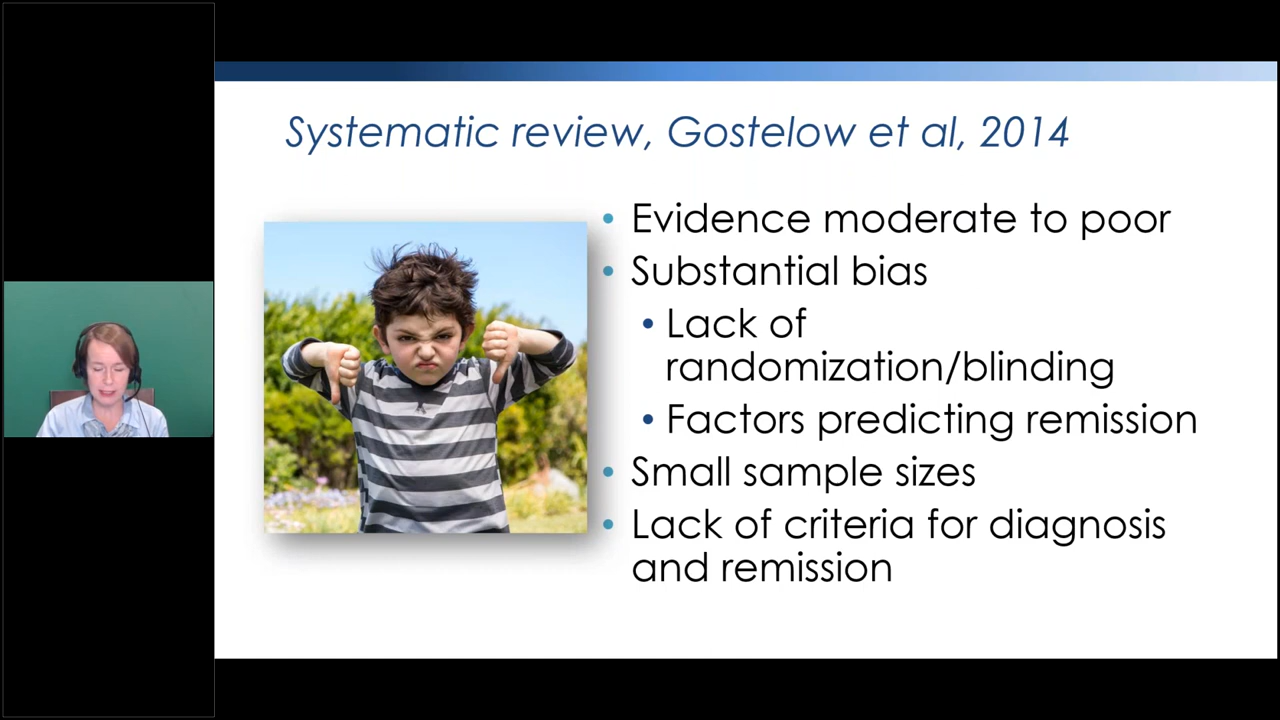 Systematic review, Gostelow et al, 2014
• Evidence moderate to poor
• Substantial bias
• Lack of
randomization/blinding
• Factors predicting remission
• Small sample sizes
• Lack of criteria for diagnosis
and remission